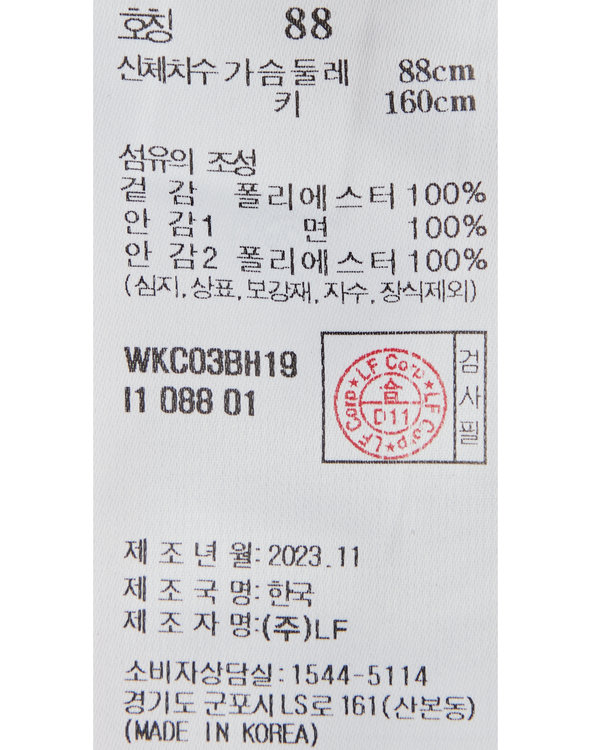 호칭 88
신체치수 가슴둘레 88cm
키 160cm
섬유의 조성
겉감 폴리에스터 100%
안감1 면 100%
안감2 폴리에스터 100%
(심지,상표,보강재,자수,장식제외)
WKC03BH19
I1 088 01
LF Corp ★ LF Corp ★ LF Corp ★
합
D11
검사필
제조년월: 2023.11
제조국명: 한국
제조자명:(주)LF
소비자상담실:1544-5114
경기도 군포시 LS로 161(산본동)
(MADE IN KOREA)